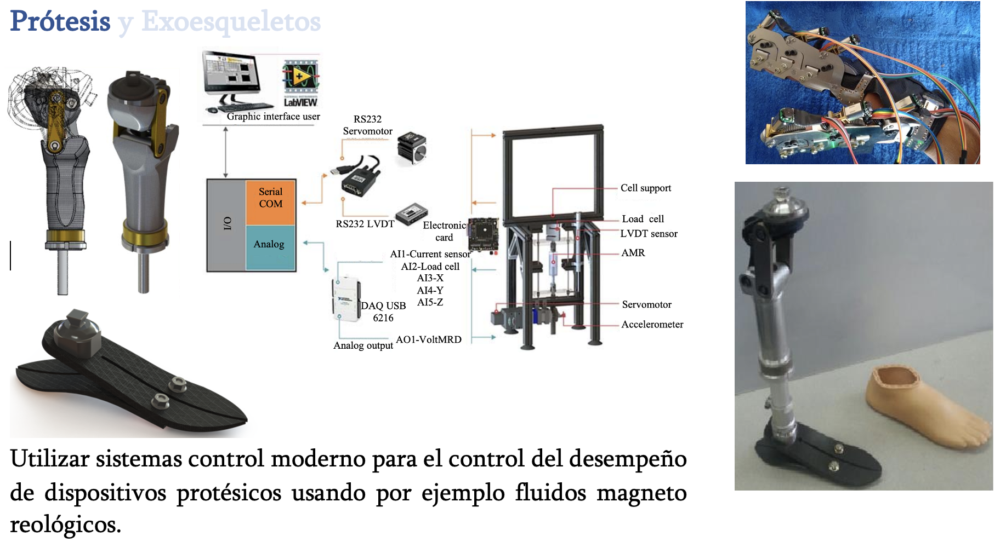 Prótesis y Exoesqueletos
NATIONAL INSTRUMENTS
LabVIEW
Graphic interface user
RS232
Servomotor
I/O
Serial
COM
Analog
RS232 LVDT
Electronic
card
AI1-Current sensor
AI2-Load cell
AI3-X
AI4-Y
AI5-Z
DAQ USB
6216
AO1-VoltMRD
Analog output
Cell support
Load cell
LVDT sensor
AMR
Servomotor
Accelerometer
Utilizar sistemas control moderno para el control del desempeño
de dispositivos protésicos usando por ejemplo fluidos magneto
reológicos.